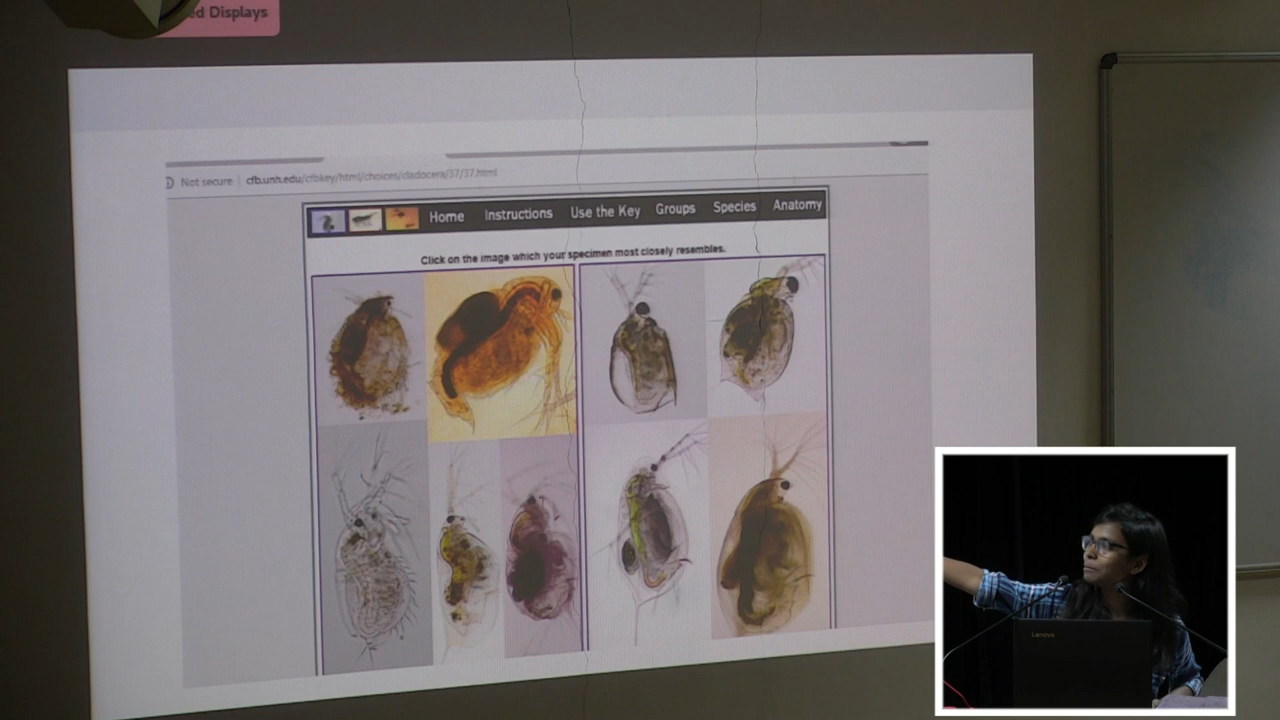 ed Displays
Not secure | cfb.unh.edu/cfbkey/html/choices/cladocera/37/37.html
Home Instructions Use the Key Groups Species Anatomy
Click on the image which your specimen most closely resembles.
Lenovo